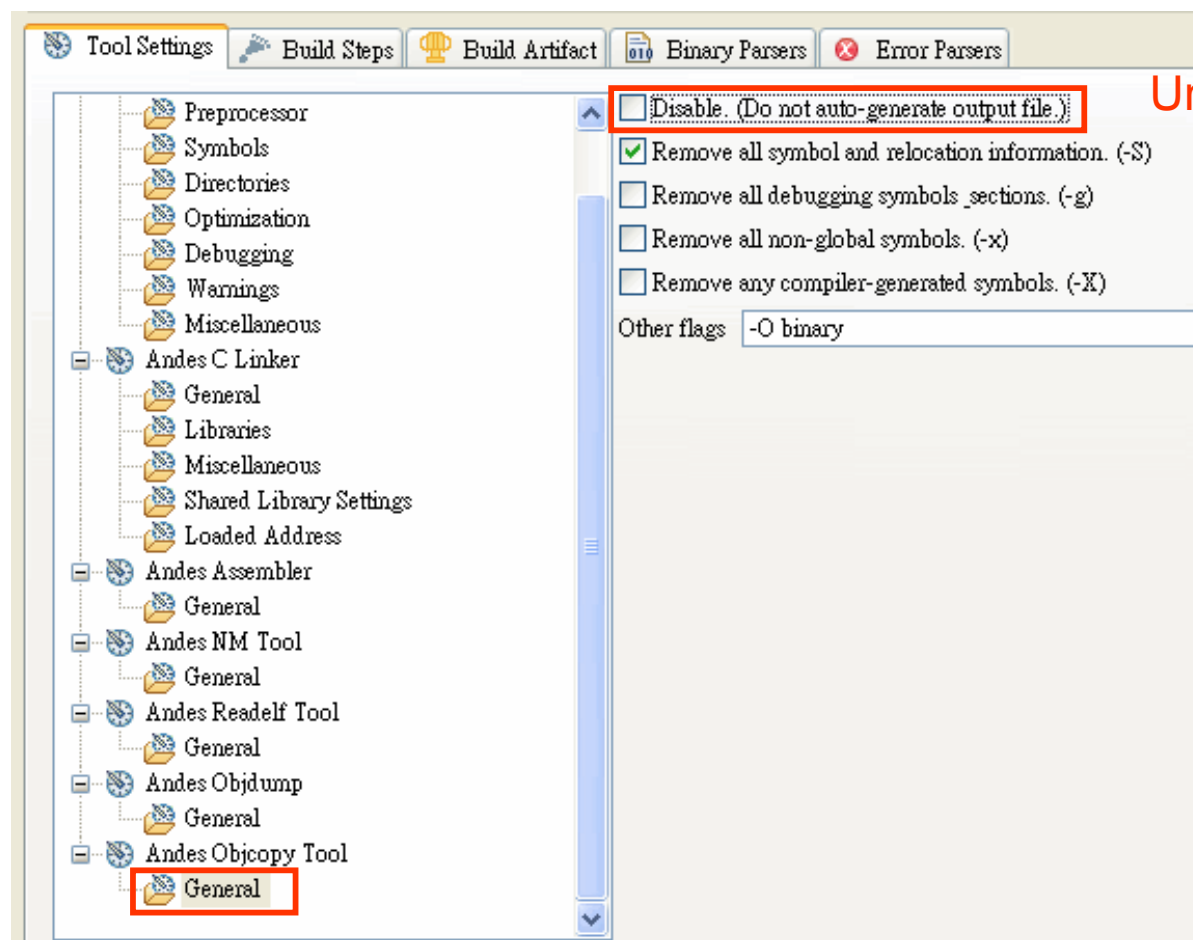 Tool Settings Build Steps Build Artifact Binary Parsers Error Parsers
Preprocessor
Symbols
Directories
Optimization
Debugging
Warnings
Miscellaneous
Andes C Linker
General
Libraries
Miscellaneous
Shared Library Settings
Loaded Address
Andes Assembler
General
Andes NM Tool
General
Andes Readelf Tool
General
Andes Objdump
General
Andes Objcopy Tool
General
Disable. (Do not auto-generate output file.)
Remove all symbol and relocation information. (-S)
Remove all debugging symbols_sections. (-g)
Remove all non-global symbols. (-x)
Remove any compiler-generated symbols. (-X)
Other flags -O binary